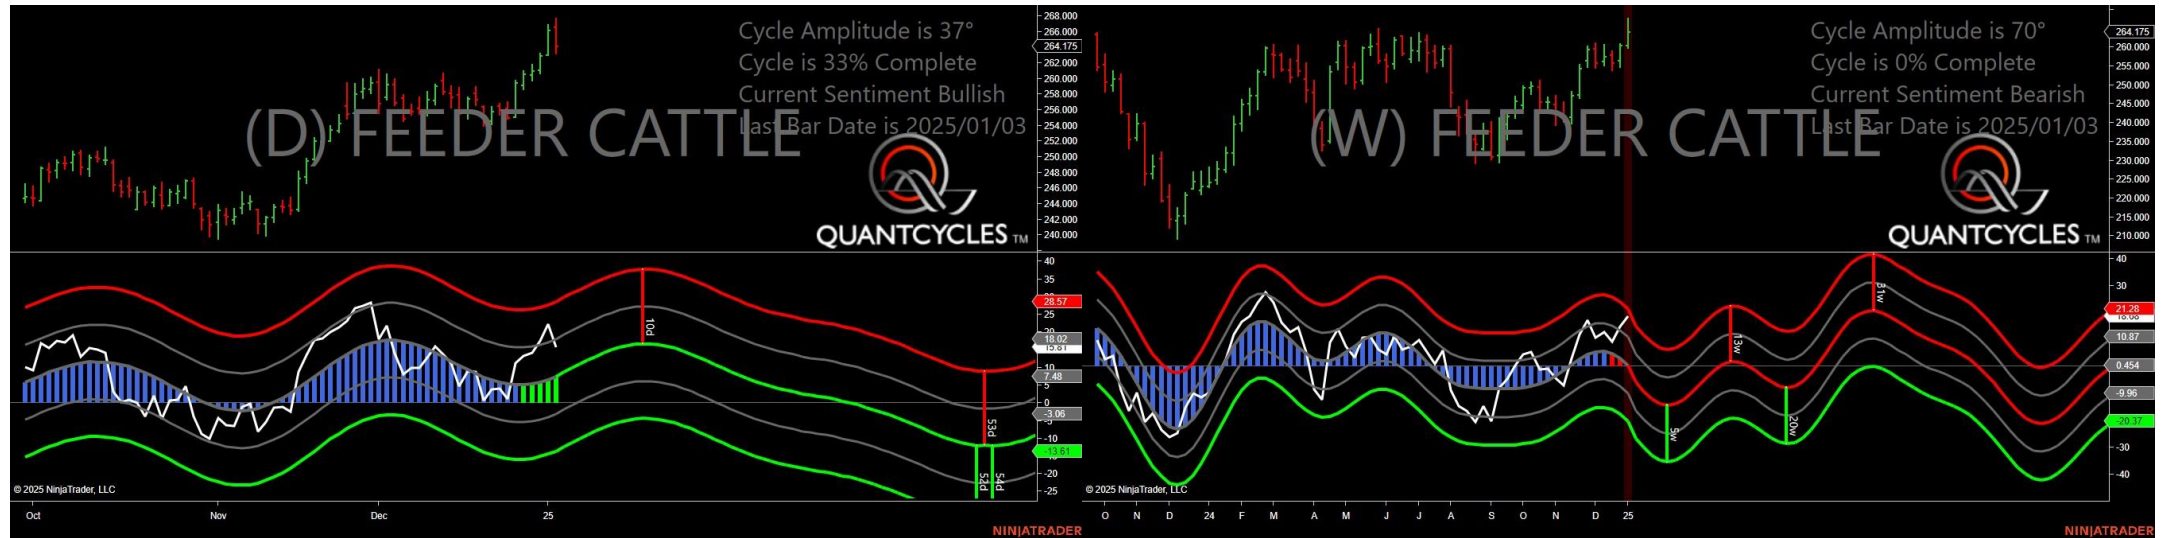 Cycle Amplitude is 37°
Cycle is 33% Complete
Current Sentiment Bullish
Last Bar Date is 2025/01/03
(D) FEEDER CATTLE
QUANTCYCLES TM
268.000
266.000
264.175
262.000
260.000
258.000
256.000
254.000
252.000
250.000
248.000
246.000
244.000
242.000
240.000
40
35
28.57
25
18.02
15.81
10
7.48
5
0
-3.06
-5
-10
-13.61
-20
-25
10d
53d
52d
54d
© 2025 NinjaTrader, LLC
Oct Nov Dec 25
NINJATRADER
Cycle Amplitude is 70°
Cycle is 0% Complete
Current Sentiment Bearish
Last Bar Date is 2025/01/03
(W) FEEDER CATTLE
QUANTCYCLES TM
264.175
260.000
255.000
250.000
245.000
240.000
235.000
230.000
225.000
220.000
215.000
210.000
40
30
21.28
10.87
0.454
-9.96
-20.37
-30
-40
5w
13w
20w
31w
© 2025 NinjaTrader, LLC
O N D 24 F M A M J J A S O N D 25
NINJATRADER